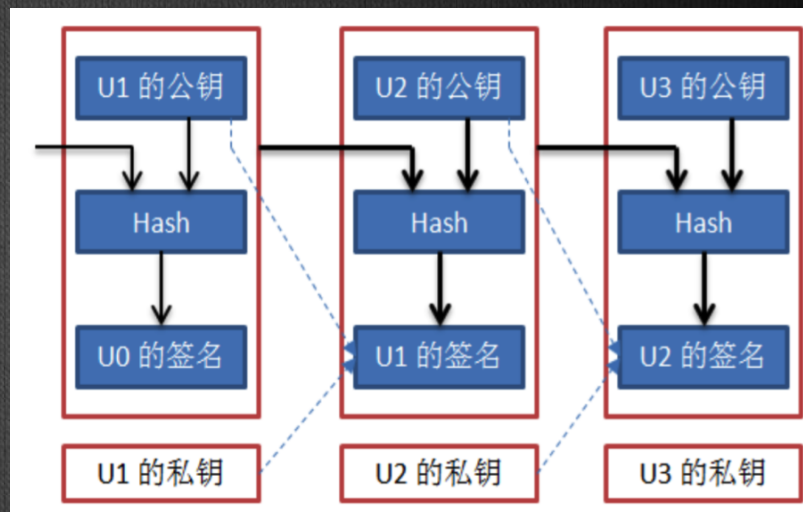 U1 的公钥
U2 的公钥
U3 的公钥
Hash
Hash
Hash
U0 的签名
U1 的签名
U2 的签名
U1 的私钥
U2 的私钥
U3 的私钥